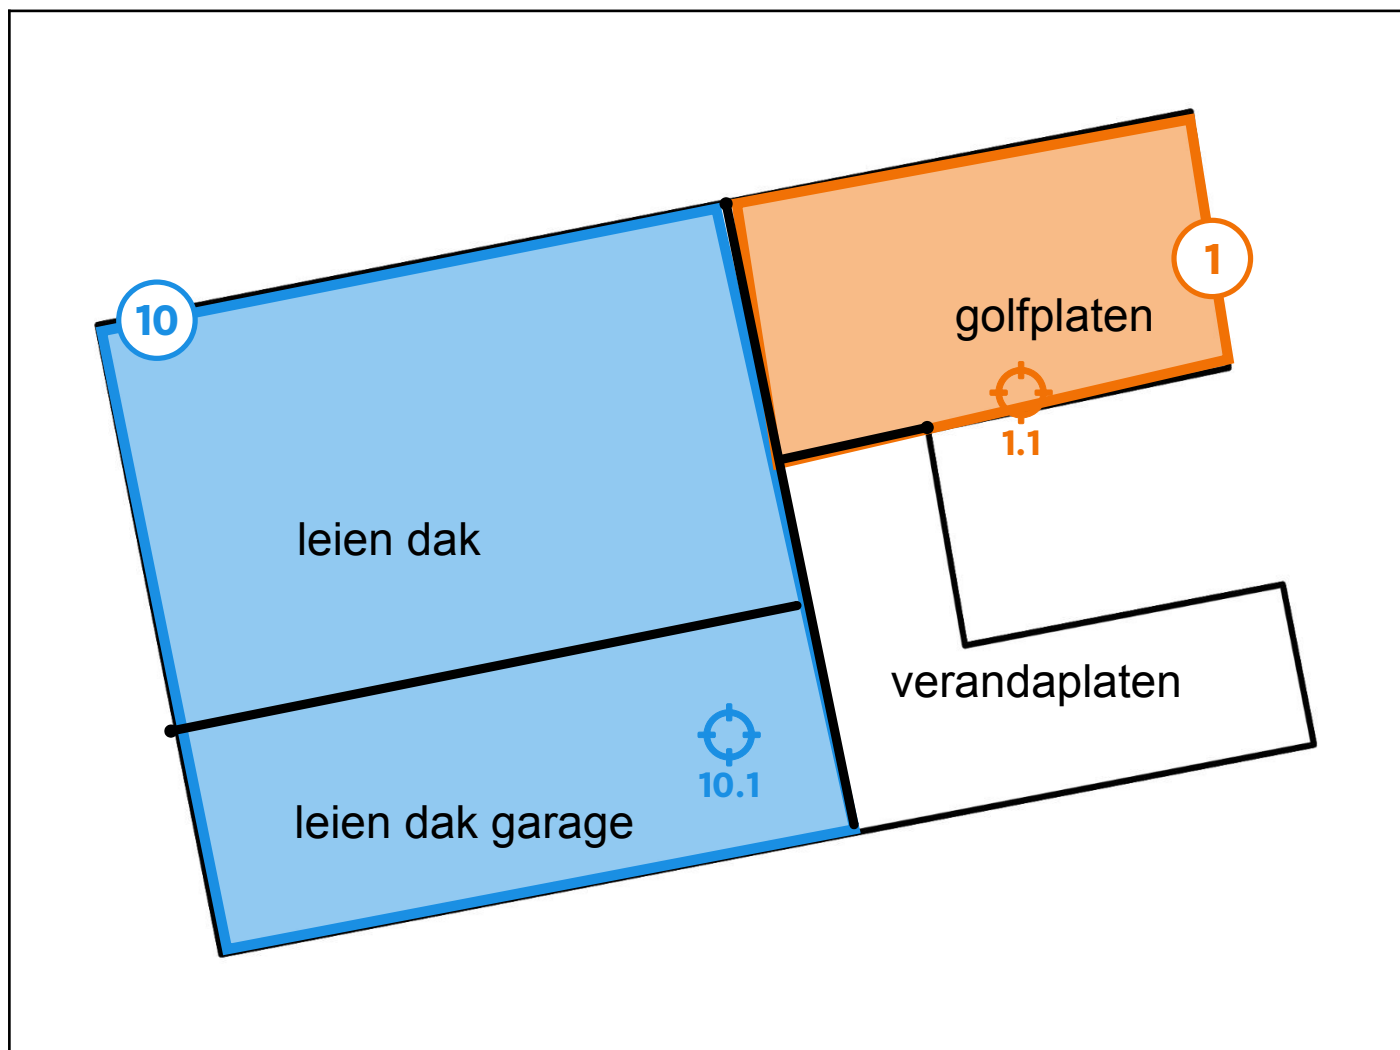 1
10
golfplaten
1.1
leien dak
verandaplaten
10.1
leien dak garage